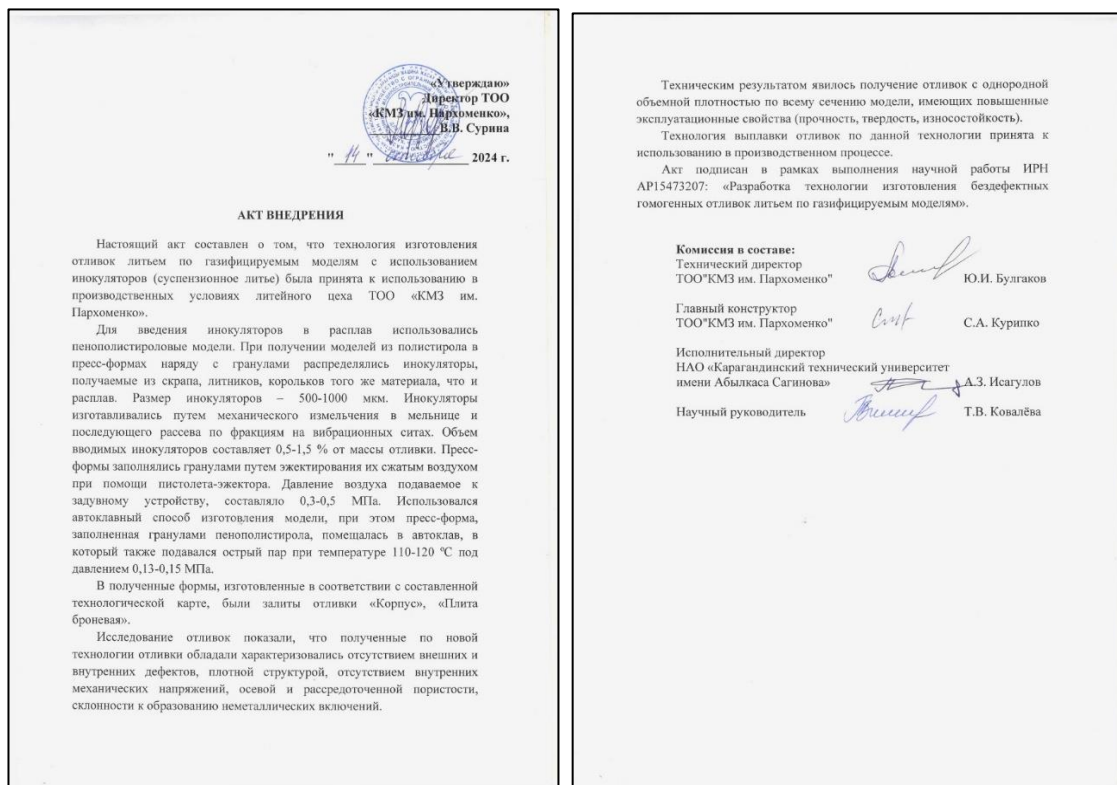 «Утверждаю»
Директор ТОО
«КМЗ им. Пархоменко»,
В.В. Сурина
"14" 2024 г.
АКТ ВНЕДРЕНИЯ
Настоящий акт составлен о том, что технология изготовления
отливок литьем по газифицируемым моделям с использованием
инокуляторов (суспензионное литье) была принята к использованию в
производственных условиях литейного цеха ТОО «КМЗ им.
Пархоменко».
Для введения инокуляторов в расплав использовались
пенополистироловые модели. При получении моделей из полистирола в
пресс-формах наряду с гранулами распределялись инокуляторы,
получаемые из скрапа, литников, корольков того же материала, что и
расплав. Размер инокуляторов – 500-1000 мкм. Инокуляторы
изготавливались путем механического измельчения в мельнице и
последующего рассева по фракциям на вибрационных ситах. Объем
вводимых инокуляторов составляет 0,5-1,5 % от массы отливки. Пресс-
формы заполнялись гранулами путем эжектирования их сжатым воздухом
при помощи пистолета-эжектора. Давление воздуха подаваемое к
задувному устройству, составляло 0,3-0,5 МПа. Использовался
автоклавный способ изготовления модели, при этом пресс-форма,
заполненная гранулами пенополистирола, помещалась в автоклав, в
который также подавался острый пар при температуре 110-120 °С под
давлением 0,13-0,15 МПа.
В полученные формы, изготовленные в соответствии с составленной
технологической карте, были залиты отливки «Корпус», «Плита
броневая».
Исследование отливок показали, что полученные по новой
технологии отливки обладали характеризовались отсутствием внешних и
внутренних дефектов, плотной структурой, отсутствием внутренних
механических напряжений, осевой и рассредоточенной пористости,
склонности к образованию неметаллических включений.
Техническим результатом явилось получение отливок с однородной
объемной плотностью по всему сечению модели, имеющих повышенные
эксплуатационные свойства (прочность, твердость, износостойкость).
Технология выплавки отливок по данной технологии принята к
использованию в производственном процессе.
Акт подписан в рамках выполнения научной работы ИРН
АР15473207: «Разработка технологии изготовления бездефектных
гомогенных отливок литьем по газифицируемым моделям».
Комиссия в составе:
Технический директор
ТОО"КМЗ им. Пархоменко" Ю.И. Булгаков
Главный конструктор
ТОО"КМЗ им. Пархоменко" С.А. Курипко
Исполнительный директор
НАО «Карагандинский технический университет
имени Абылкаса Сагинова» А.З. Исагулов
Научный руководитель Т.В. Ковалёва